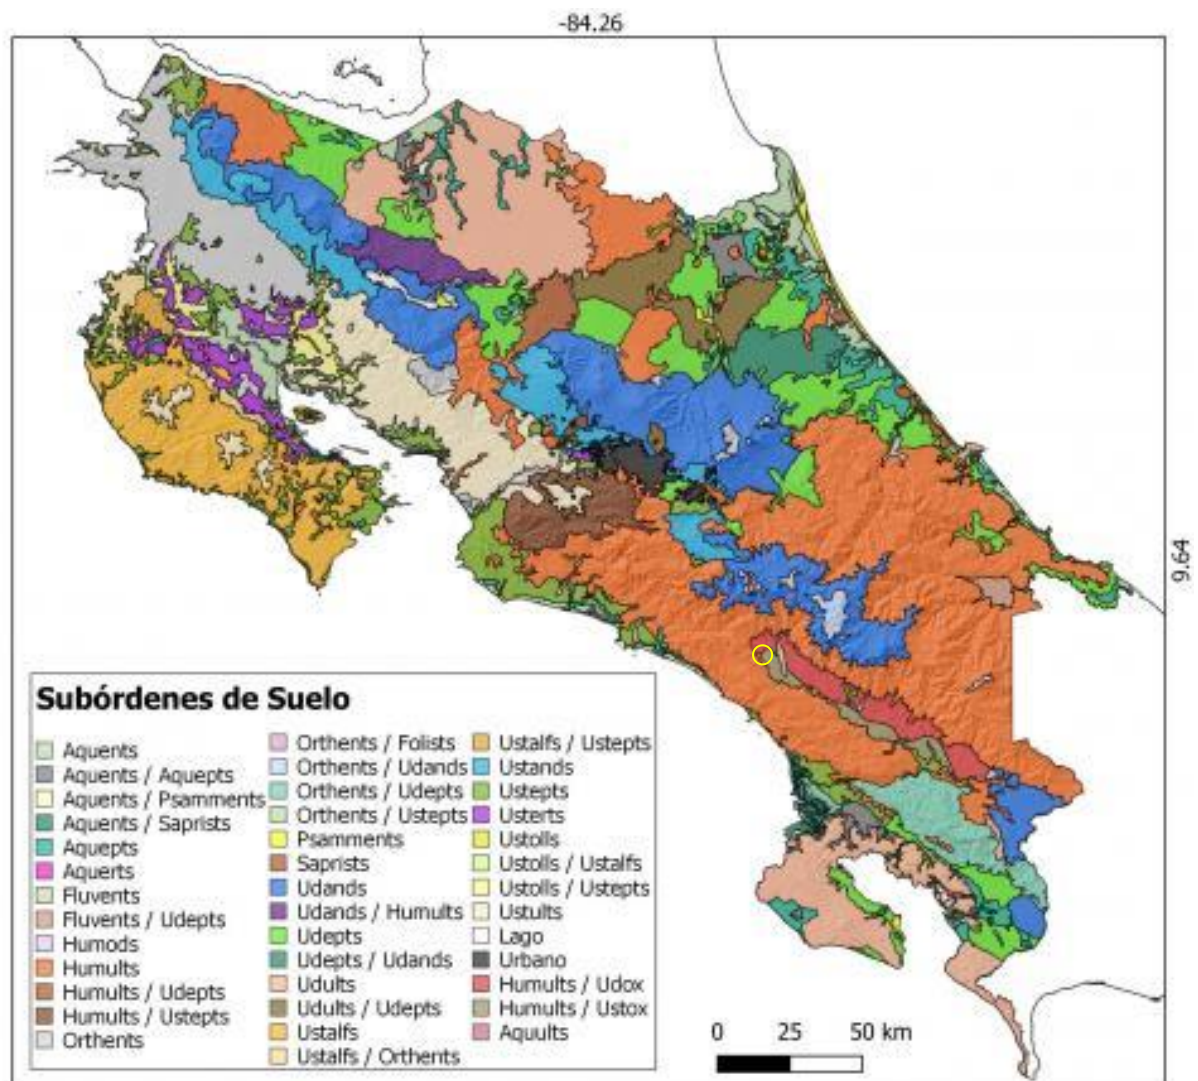 -84.26
9.64
Subórdenes de Suelo
Aquents
Aquents / Aquepts
Aquents / Psamments
Aquents / Saprists
Aquepts
Aquerts
Fluvents
Fluvents / Udepts
Humods
Humults
Humults / Udepts
Humults / Ustepts
Orthents
Orthents / Folists
Orthents / Udands
Orthents / Udepts
Orthents / Ustepts
Psamments
Saprists
Udands
Udands / Humults
Udepts
Udepts / Udands
Udults
Udults / Udepts
Ustalfs
Ustalfs / Orthents
Ustalfs / Ustepts
Ustands
Ustepts
Usterts
Ustolls
Ustolls / Ustalfs
Ustolls / Ustepts
Ustults
Lago
Urbano
Humults / Udox
Humults / Ustox
Aquults
0 25 50 km